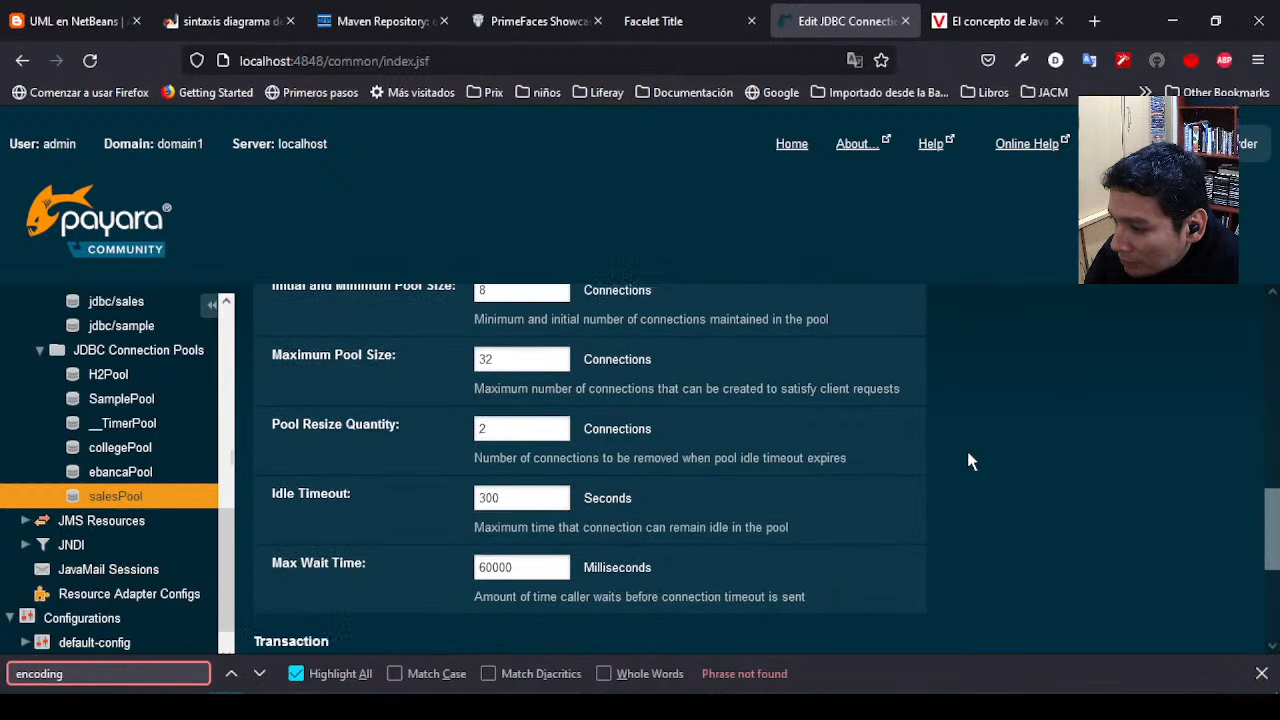 UML en NetBeans |
sintaxis diagrama de
Maven Repository: c
PrimeFaces Showcas
Facelet Title
Edit JDBC Connectio
El concepto de Java
localhost:4848/common/index.jsf
Comenzar a usar Firefox
Getting Started
Primeros pasos
Más visitados
Prix
niños
Liferay
Documentación
Google
Importado desde la Ba...
Libros
JACM
Other Bookmarks
User: admin
Domain: domain1
Server: localhost
Home
About...
Help
Online Help
der
payara®
COMMUNITY
jdbc/sales
jdbc/sample
JDBC Connection Pools
H2Pool
SamplePool
__TimerPool
collegePool
ebancaPool
salesPool
JMS Resources
JNDI
JavaMail Sessions
Resource Adapter Configs
Configurations
default-config
Initial and Minimum Pool Size:
8
Connections
Minimum and initial number of connections maintained in the pool
Maximum Pool Size:
32
Connections
Maximum number of connections that can be created to satisfy client requests
Pool Resize Quantity:
2
Connections
Number of connections to be removed when pool idle timeout expires
Idle Timeout:
300
Seconds
Maximum time that connection can remain idle in the pool
Max Wait Time:
60000
Milliseconds
Amount of time caller waits before connection timeout is sent
Transaction
encoding
Highlight All
Match Case
Match Diacritics
Whole Words
Phrase not found